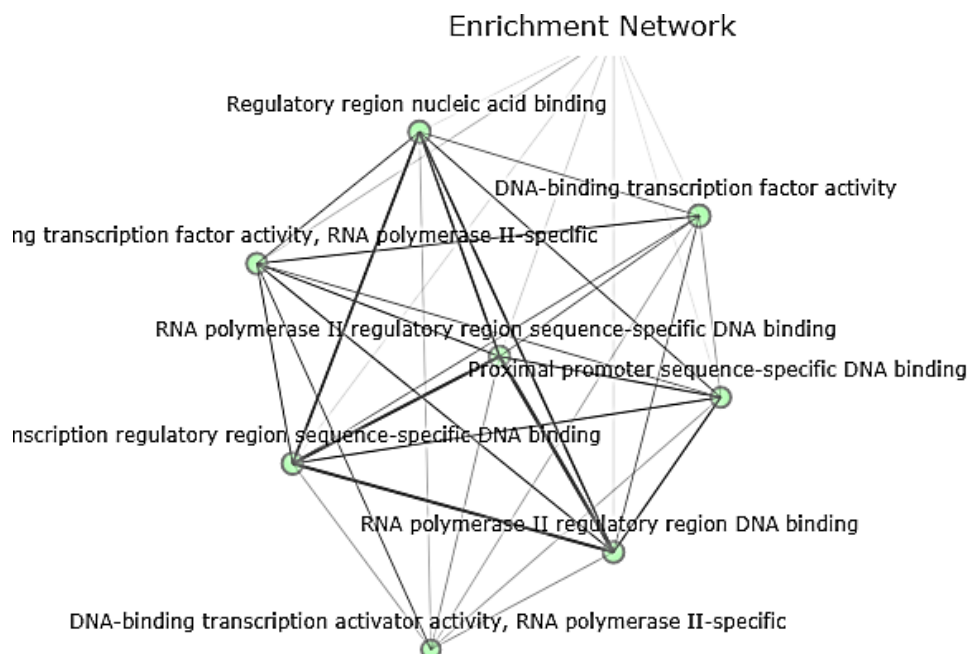 Enrichment Network
Regulatory region nucleic acid binding
DNA-binding transcription factor activity
ng transcription factor activity, RNA polymerase II-specific
RNA polymerase II regulatory region sequence-specific DNA binding
Proximal promoter sequence-specific DNA binding
nscription regulatory region sequence-specific DNA binding
RNA polymerase II regulatory region DNA binding
DNA-binding transcription activator activity, RNA polymerase II-specific